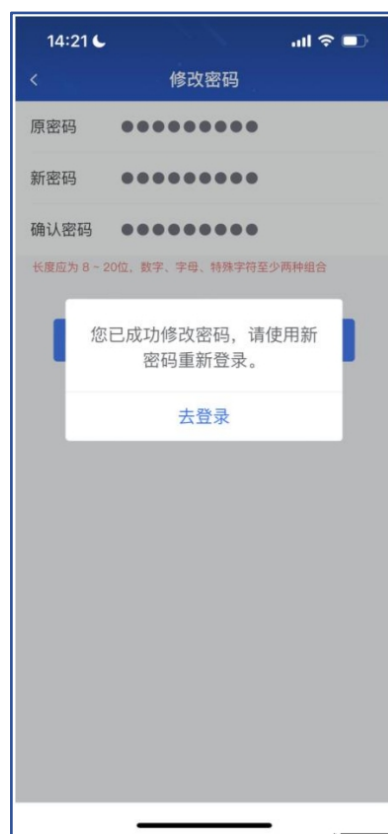 14:21
修改密码
原密码 ●●●●●●●●●
新密码 ●●●●●●●●●
确认密码 ●●●●●●●●●
长度应为 8 ~ 20位，数字、字母、特殊字符至少两种组合
您已成功修改密码，请使用新
密码重新登录。
去登录